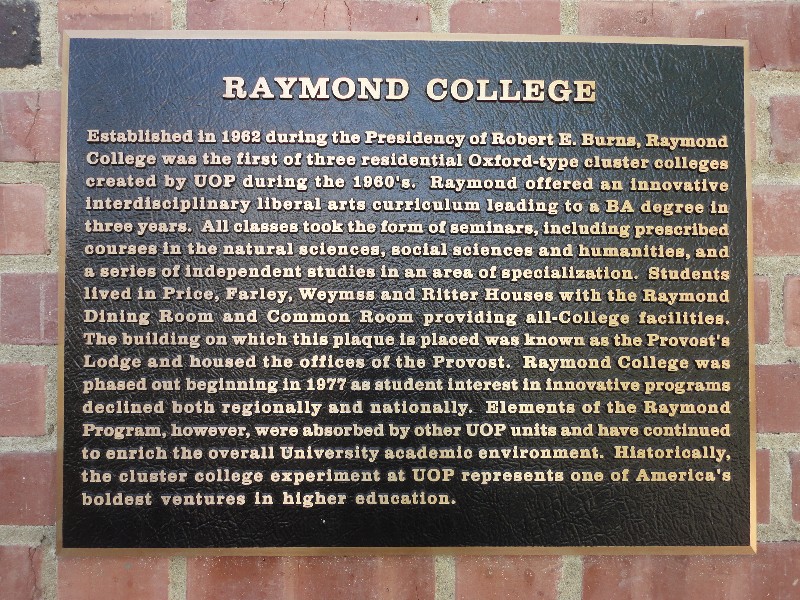 RAYMOND COLLEGE
Established in 1962 during the Presidency of Robert E. Burns, Raymond
College was the first of three residential Oxford-type cluster colleges
created by UOP during the 1960's. Raymond offered an innovative
interdisciplinary liberal arts curriculum leading to a BA degree in
three years. All classes took the form of seminars, including prescribed
courses in the natural sciences, social sciences and humanities, and
a series of independent studies in an area of specialization. Students
lived in Price, Farley, Weymss and Ritter Houses with the Raymond
Dining Room and Common Room providing all-College facilities.
The building on which this plaque is placed was known as the Provost's
Lodge and housed the offices of the Provost. Raymond College was
phased out beginning in 1977 as student interest in innovative programs
declined both regionally and nationally. Elements of the Raymond
Program, however, were absorbed by other UOP units and have continued
to enrich the overall University academic environment. Historically,
the cluster college experiment at UOP represents one of America's
boldest ventures in higher education.